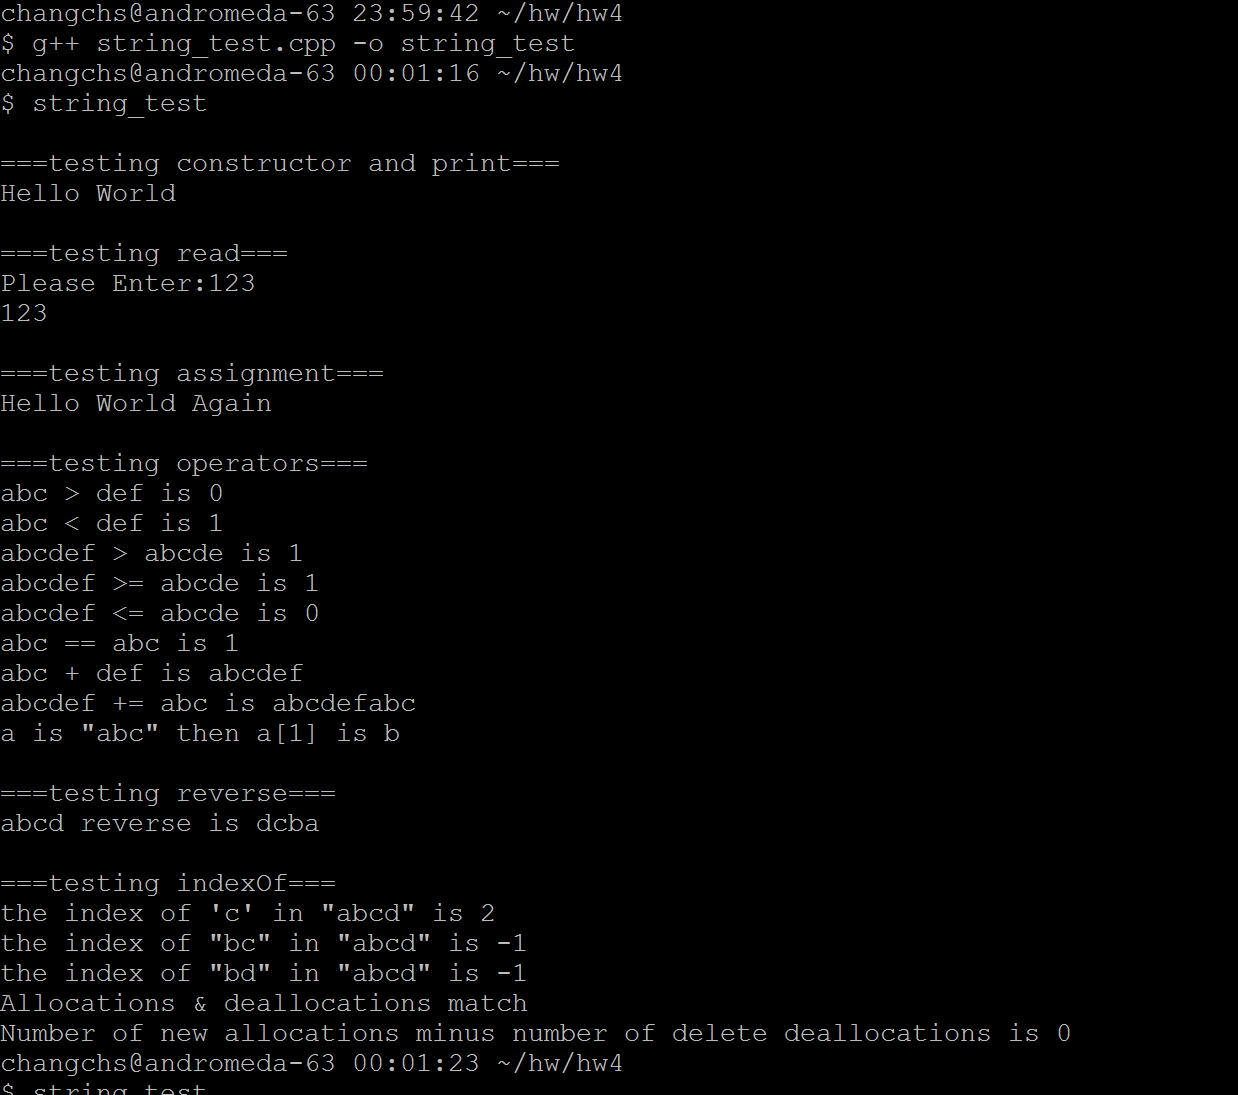 changchs@andromeda-63 23:59:42 ~/hw/hw4
$ g++ string_test.cpp -o string_test
changchs@andromeda-63 00:01:16 ~/hw/hw4
$ string_test
===testing constructor and print===
Hello World
===testing read===
Please Enter:123
123
===testing assignment===
Hello World Again
===testing operators===
abc > def is 0
abc < def is 1
abcdef > abcde is 1
abcdef >= abcde is 1
abcdef <= abcde is 0
abc == abc is 1
abc + def is abcdef
abcdef += abc is abcdefabc
a is "abc" then a[1] is b
===testing reverse===
abcd reverse is dcba
===testing indexOf===
the index of 'c' in "abcd" is 2
the index of "bc" in "abcd" is -1
the index of "bd" in "abcd" is -1
Allocations & deallocations match
Number of new allocations minus number of delete deallocations is 0
changchs@andromeda-63 00:01:23 ~/hw/hw4
$ string_test